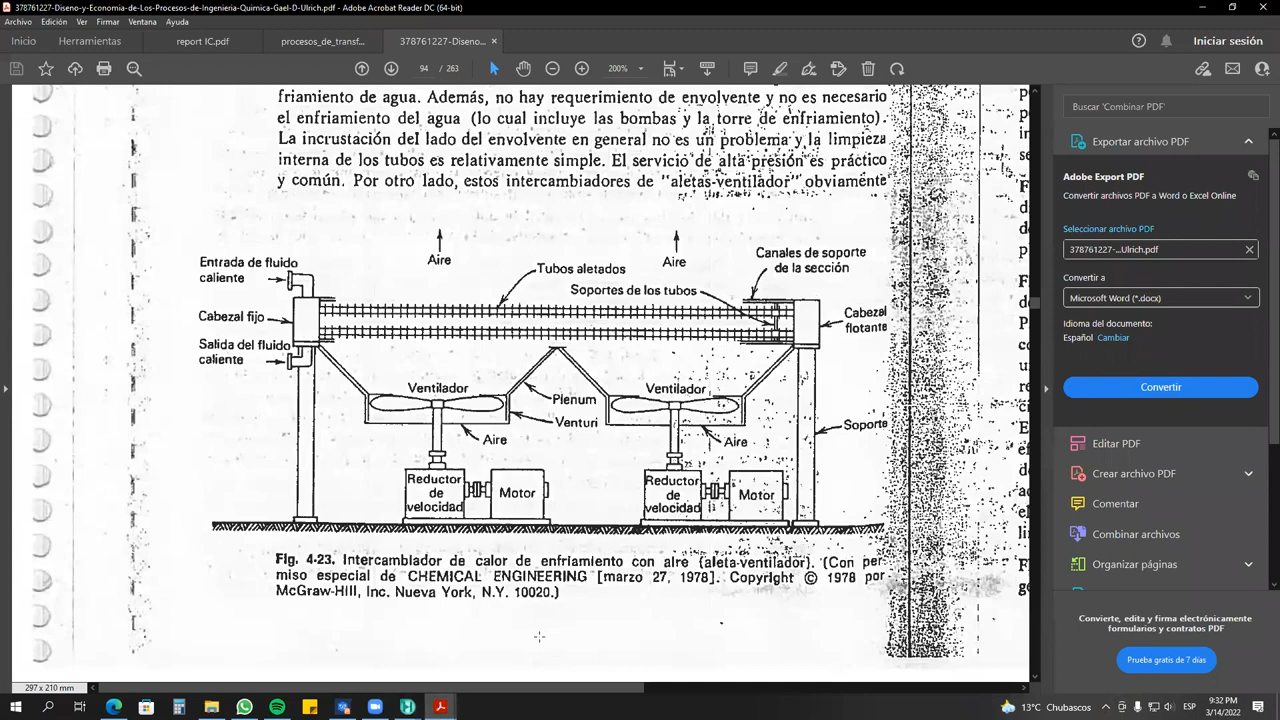 378761227-Diseno-y-Economia-de-Los-Procesos-de-Ingenieria-Quimica-Gael-D-Ulrich.pdf - Adobe Acrobat Reader DC (64-bit)
Archivo Edición Ver Firmar Ventana Ayuda
Inicio Herramientas report IC.pdf procesos_de_transf... 378761227-Diseno... × Iniciar sesión
94 / 263 200%
friamiento de agua. Además, no hay requerimiento de envolvente y no es necesario
el enfriamiento del agua (lo cual incluye las bombas y la torre de enfriamiento).
La incrustación del lado del envolvente en general no es un problema y la limpieza
interna de los tubos es relativamente simple. El servicio de alta presión es práctico
y común. Por otro lado, estos intercambiadores de "aletas-ventilador" obviamente
Aire
Aire
Canales de soporte
de la sección
Entrada de fluido
caliente
Tubos aletados
Soportes de los tubos
Cabezal fijo
Cabezal
flotante
Salida del fluido
caliente
Ventilador
Ventilador
Plenum
Venturi
Soporte
Aire
Aire
Reductor
de
velocidad
Motor
Reductor
de
velocidad
Motor
Fig. 4-23. Intercambiador de calor de enfriamiento con aire (aleta-ventilador). (Con per-
miso especial de CHEMICAL ENGINEERING [marzo 27, 1978]. Copyright © 1978 por
McGraw-Hill, Inc. Nueva York, N.Y. 10020.)
297 x 210 mm
Buscar 'Combinar PDF'
Exportar archivo PDF
Adobe Export PDF
Convertir archivos PDF a Word o Excel Online
Seleccionar archivo PDF
378761227-...Ulrich.pdf
Convertir a
Microsoft Word (*.docx)
Idioma del documento:
Español Cambiar
Convertir
Editar PDF
Crear archivo PDF
Comentar
Combinar archivos
Organizar páginas
Convierte, edita y firma electrónicamente
formularios y contratos PDF
Prueba gratis de 7 días
13°C Chubascos ESP 9:32 PM
3/14/2022